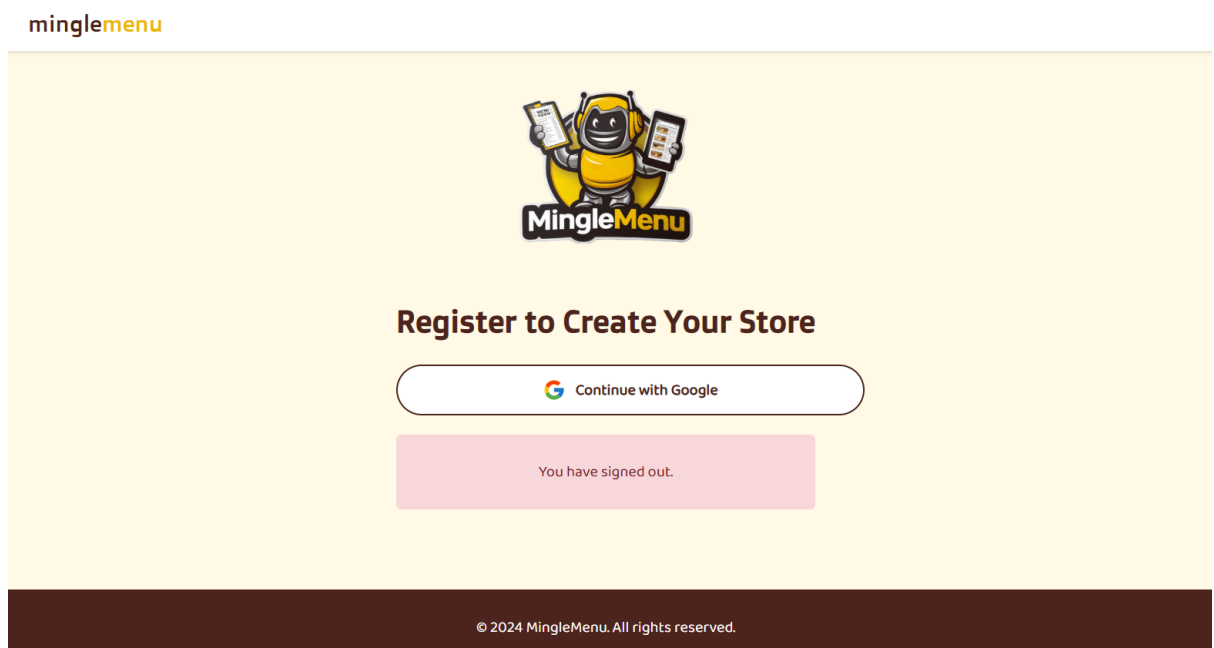 minglemenu
MENU
MingleMenu
Register to Create Your Store
Continue with Google
You have signed out.
© 2024 MingleMenu. All rights reserved.